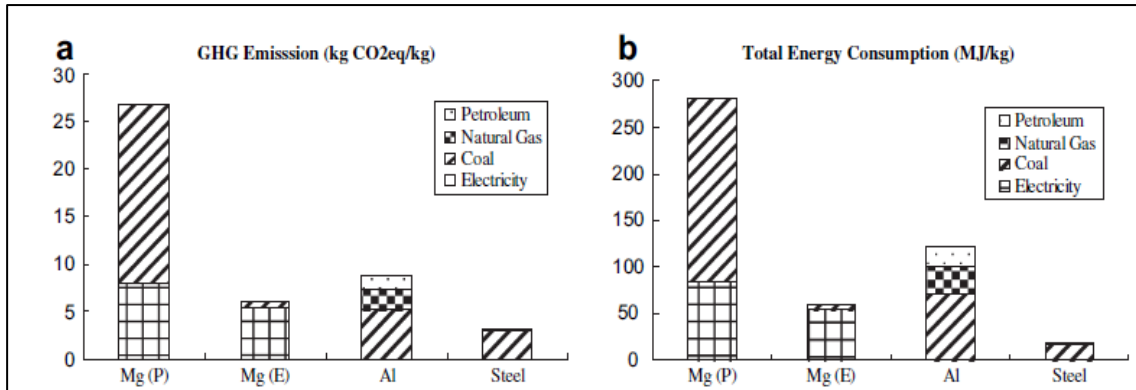 a
GHG Emisssion (kg CO2eq/kg)
30
25
20
15
10
5
0
Petroleum
Natural Gas
Coal
Electricity
Mg (P)
Mg (E)
Al
Steel
b
Total Energy Consumption (MJ/kg)
300
250
200
150
100
50
0
Petroleum
Natural Gas
Coal
Electricity
Mg (P)
Mg (E)
Al
Steel